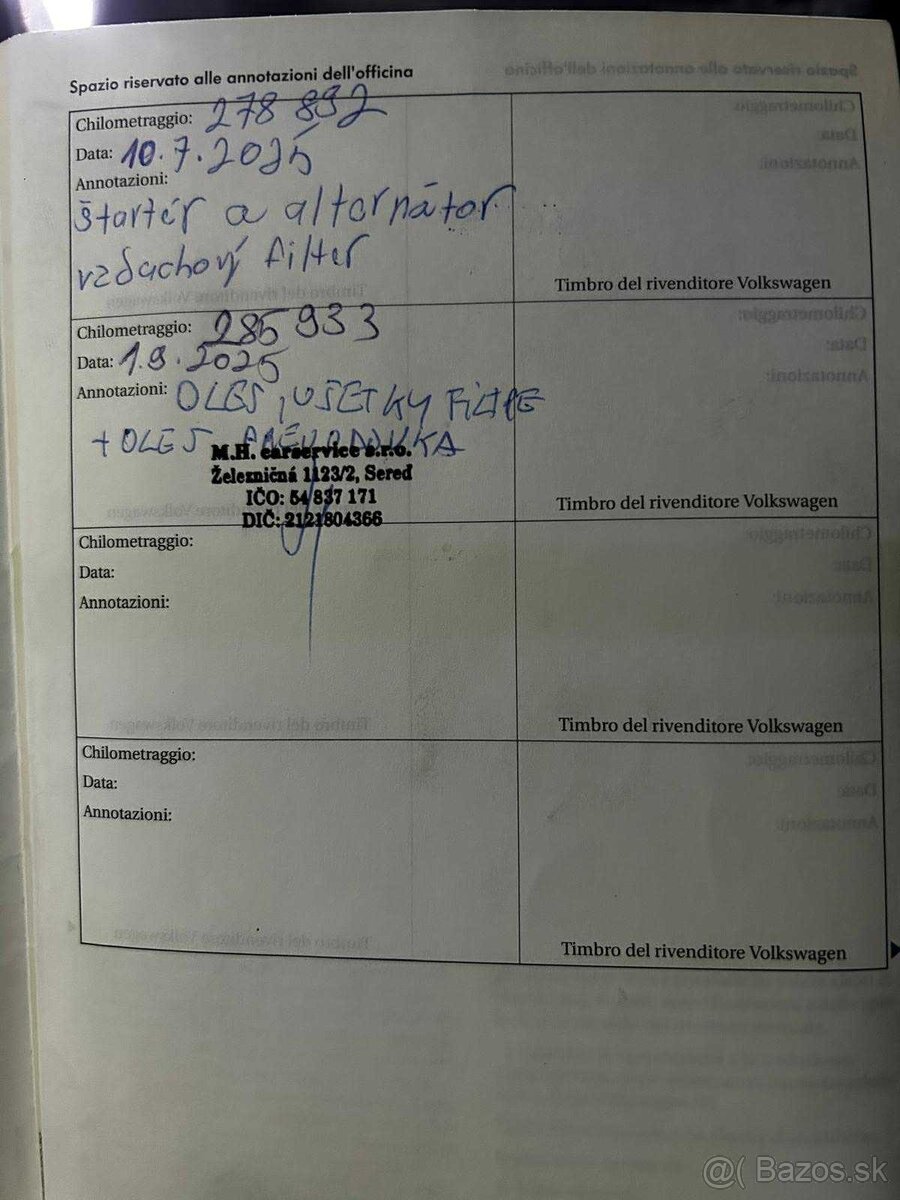 Spazio riservato alle annotazioni dell'officina
Chilometraggio: 278 892
Data: 10.7.2025
Annotazioni:
štartér a alternátor
vzduchový filter
Timbro del rivenditore Volkswagen
Chilometraggio: 285 933
Data: 1.9.2025
Annotazioni: OLEJ, VŠETKY FILTRE
+ OLEJ PREVODOVKA
M.H. carservice s.r.o.
Železničná 1123/2, Sereď
IČO: 54 837 171
DIČ: 2121804366
Timbro del rivenditore Volkswagen
Chilometraggio:
Data:
Annotazioni:
Timbro del rivenditore Volkswagen
Chilometraggio:
Data:
Annotazioni:
Timbro del rivenditore Volkswagen
@( Bazos.sk